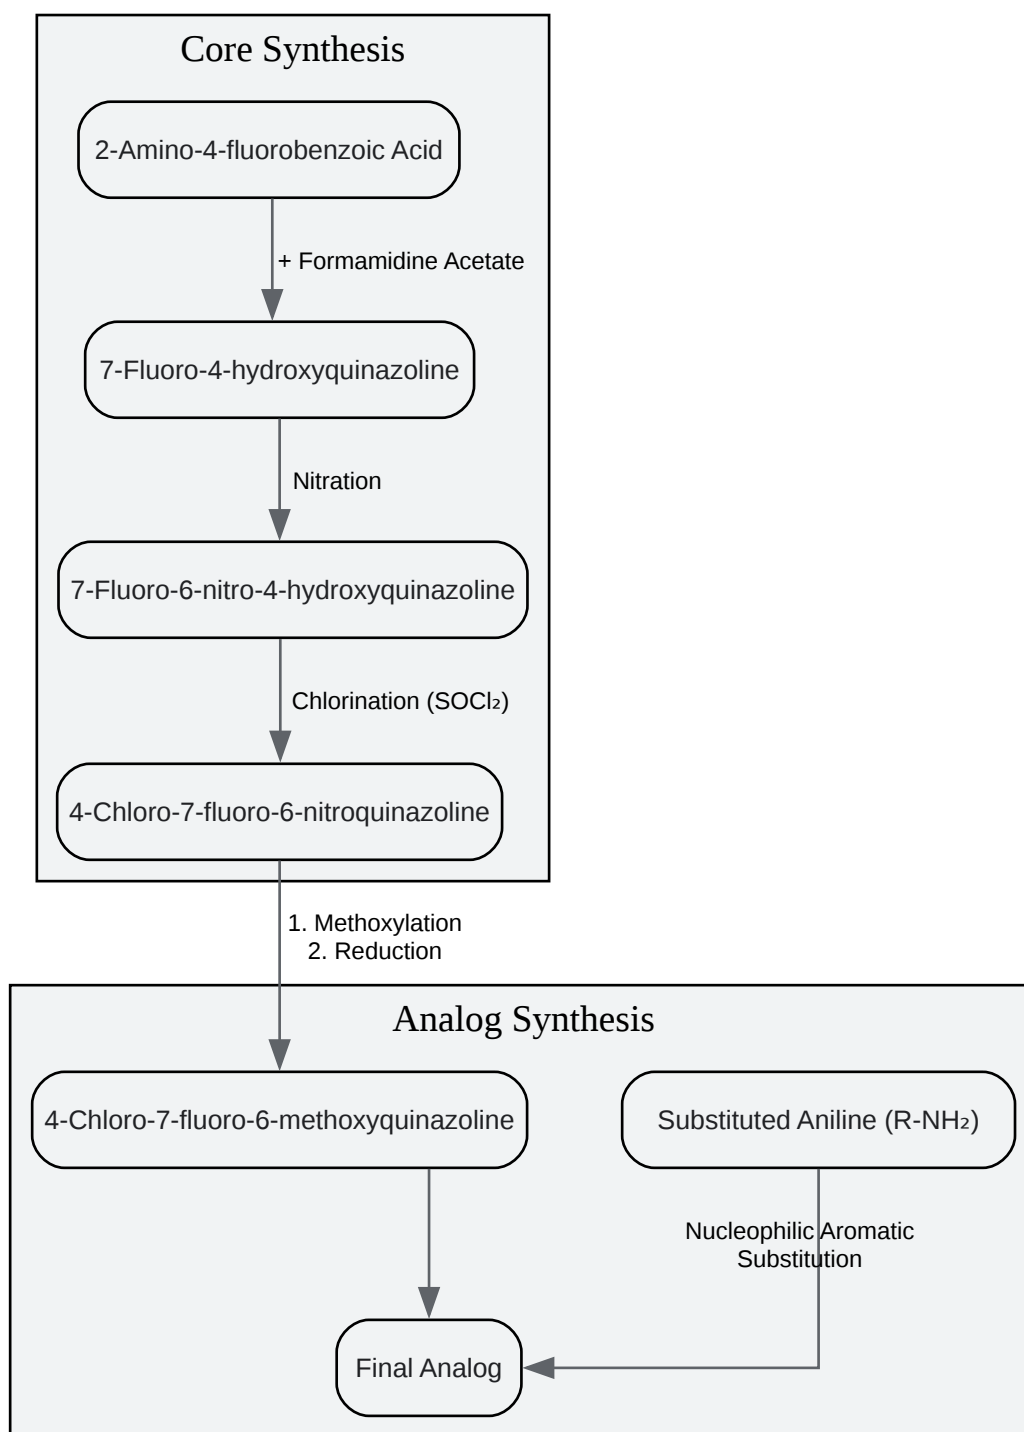 Core Synthesis
2-Amino-4-fluorobenzoic Acid
+ Formamidine Acetate
7-Fluoro-4-hydroxyquinazoline
Nitration
7-Fluoro-6-nitro-4-hydroxyquinazoline
Chlorination (SOCl₂)
4-Chloro-7-fluoro-6-nitroquinazoline
1. Methoxylation
2. Reduction
Analog Synthesis
4-Chloro-7-fluoro-6-methoxyquinazoline
Substituted Aniline (R-NH₂)
Nucleophilic Aromatic
Substitution
Final Analog